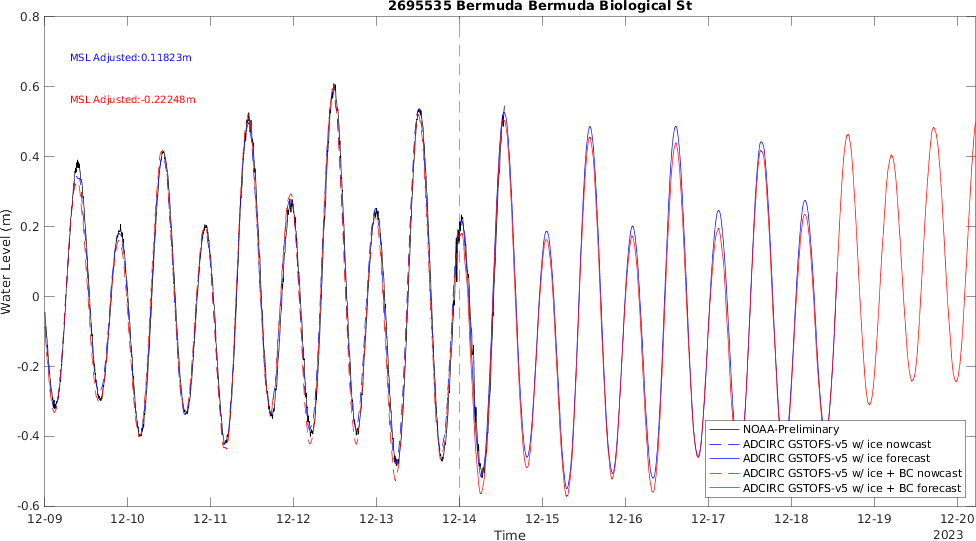 2695535 Bermuda Bermuda Biological St
0.8
MSL Adjusted:0.11823m
0.6
MSL Adjusted:-0.22248m
0.4
0.2
0
-0.2
-0.4
-0.6
Water Level (m)
NOAA-Preliminary
ADCIRC GSTOFS-v5 w/ ice nowcast
ADCIRC GSTOFS-v5 w/ ice forecast
ADCIRC GSTOFS-v5 w/ ice + BC nowcast
ADCIRC GSTOFS-v5 w/ ice + BC forecast
12-09 12-10 12-11 12-12 12-13 12-14 12-15 12-16 12-17 12-18 12-19 12-20
Time
2023